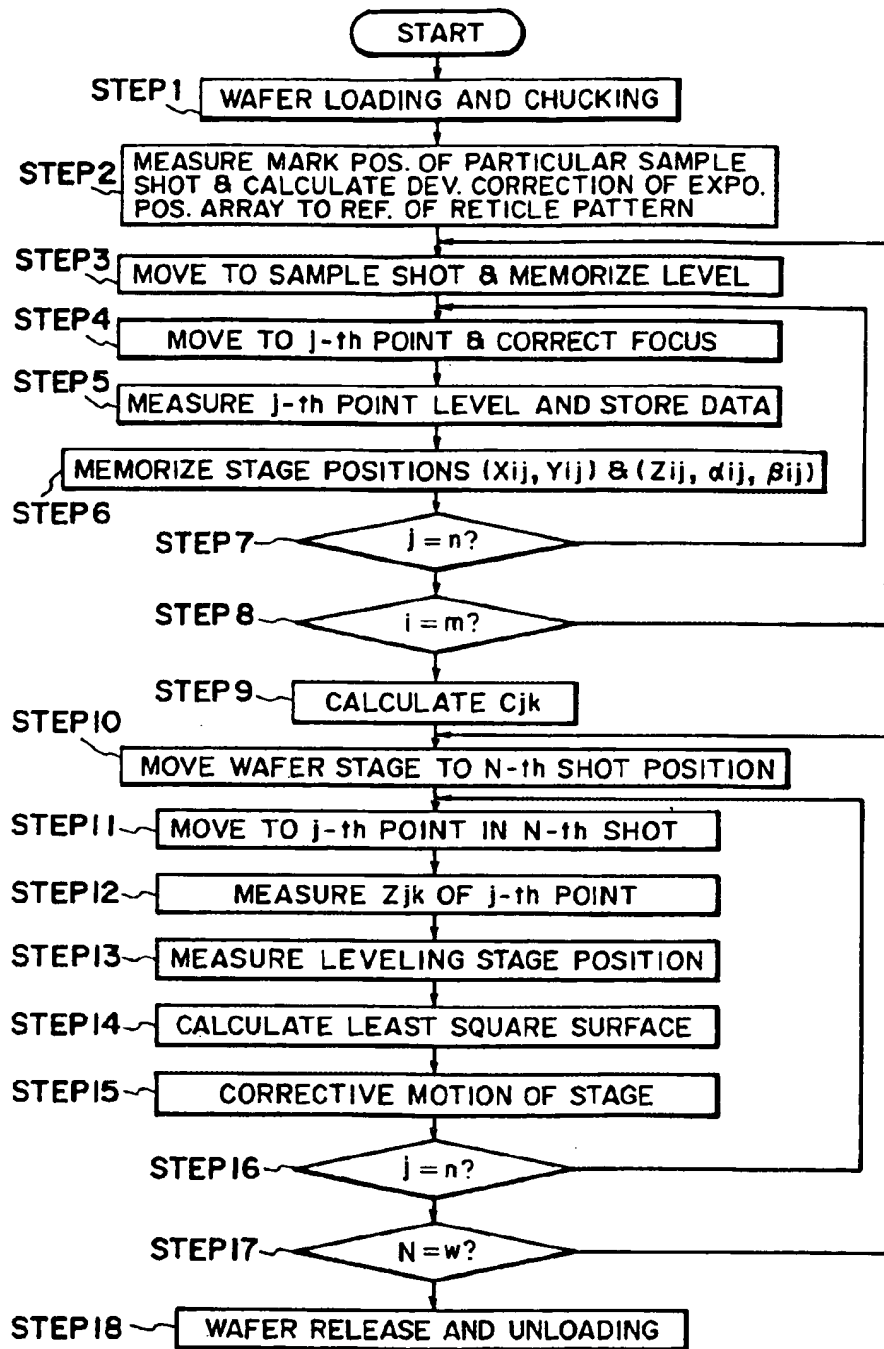 START
STEP1
WAFER LOADING AND CHUCKING
STEP2
MEASURE MARK POS. OF PARTICULAR SAMPLE
SHOT & CALCULATE DEV. CORRECTION OF EXPO.
POS. ARRAY TO REF. OF RETICLE PATTERN
STEP3
MOVE TO SAMPLE SHOT & MEMORIZE LEVEL
STEP4
MOVE TO j-th POINT & CORRECT FOCUS
STEP5
MEASURE j-th POINT LEVEL AND STORE DATA
MEMORIZE STAGE POSITIONS (Xij, Yij) & (Zij, αij, βij)
STEP6
STEP7
j = n?
STEP8
i = m?
STEP9
CALCULATE Cjk
STEP10
MOVE WAFER STAGE TO N-th SHOT POSITION
STEP11
MOVE TO j-th POINT IN N-th SHOT
STEP12
MEASURE Zjk OF j-th POINT
STEP13
MEASURE LEVELING STAGE POSITION
STEP14
CALCULATE LEAST SQUARE SURFACE
STEP15
CORRECTIVE MOTION OF STAGE
STEP16
j = n?
STEP17
N = w?
STEP18
WAFER RELEASE AND UNLOADING